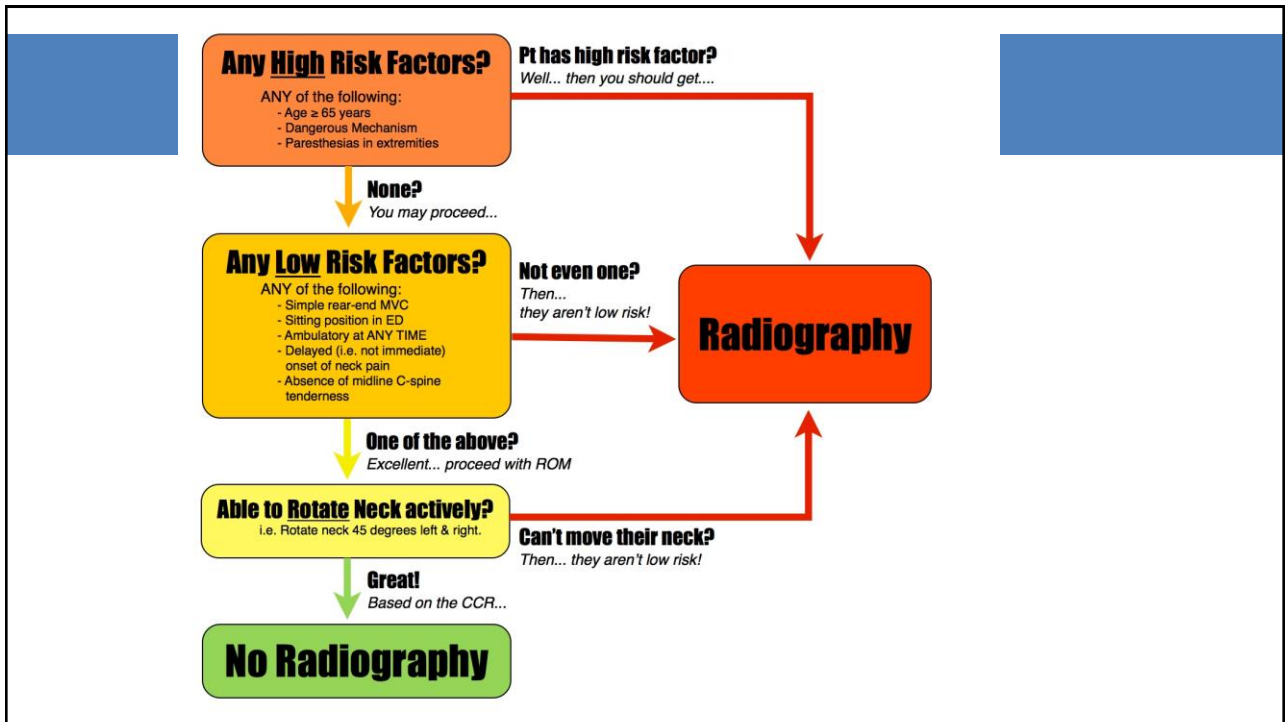 Any High Risk Factors?
ANY of the following:
- Age ≥ 65 years
- Dangerous Mechanism
- Paresthesias in extremities
Pt has high risk factor?
Well... then you should get....
None?
You may proceed...
Any Low Risk Factors?
ANY of the following:
- Simple rear-end MVC
- Sitting position in ED
- Ambulatory at ANY TIME
- Delayed (i.e. not immediate)
onset of neck pain
- Absence of midline C-spine
tenderness
Not even one?
Then...
they aren't low risk!
Radiography
One of the above?
Excellent... proceed with ROM
Able to Rotate Neck actively?
i.e. Rotate neck 45 degrees left & right.
Can't move their neck?
Then... they aren't low risk!
Great!
Based on the CCR...
No Radiography